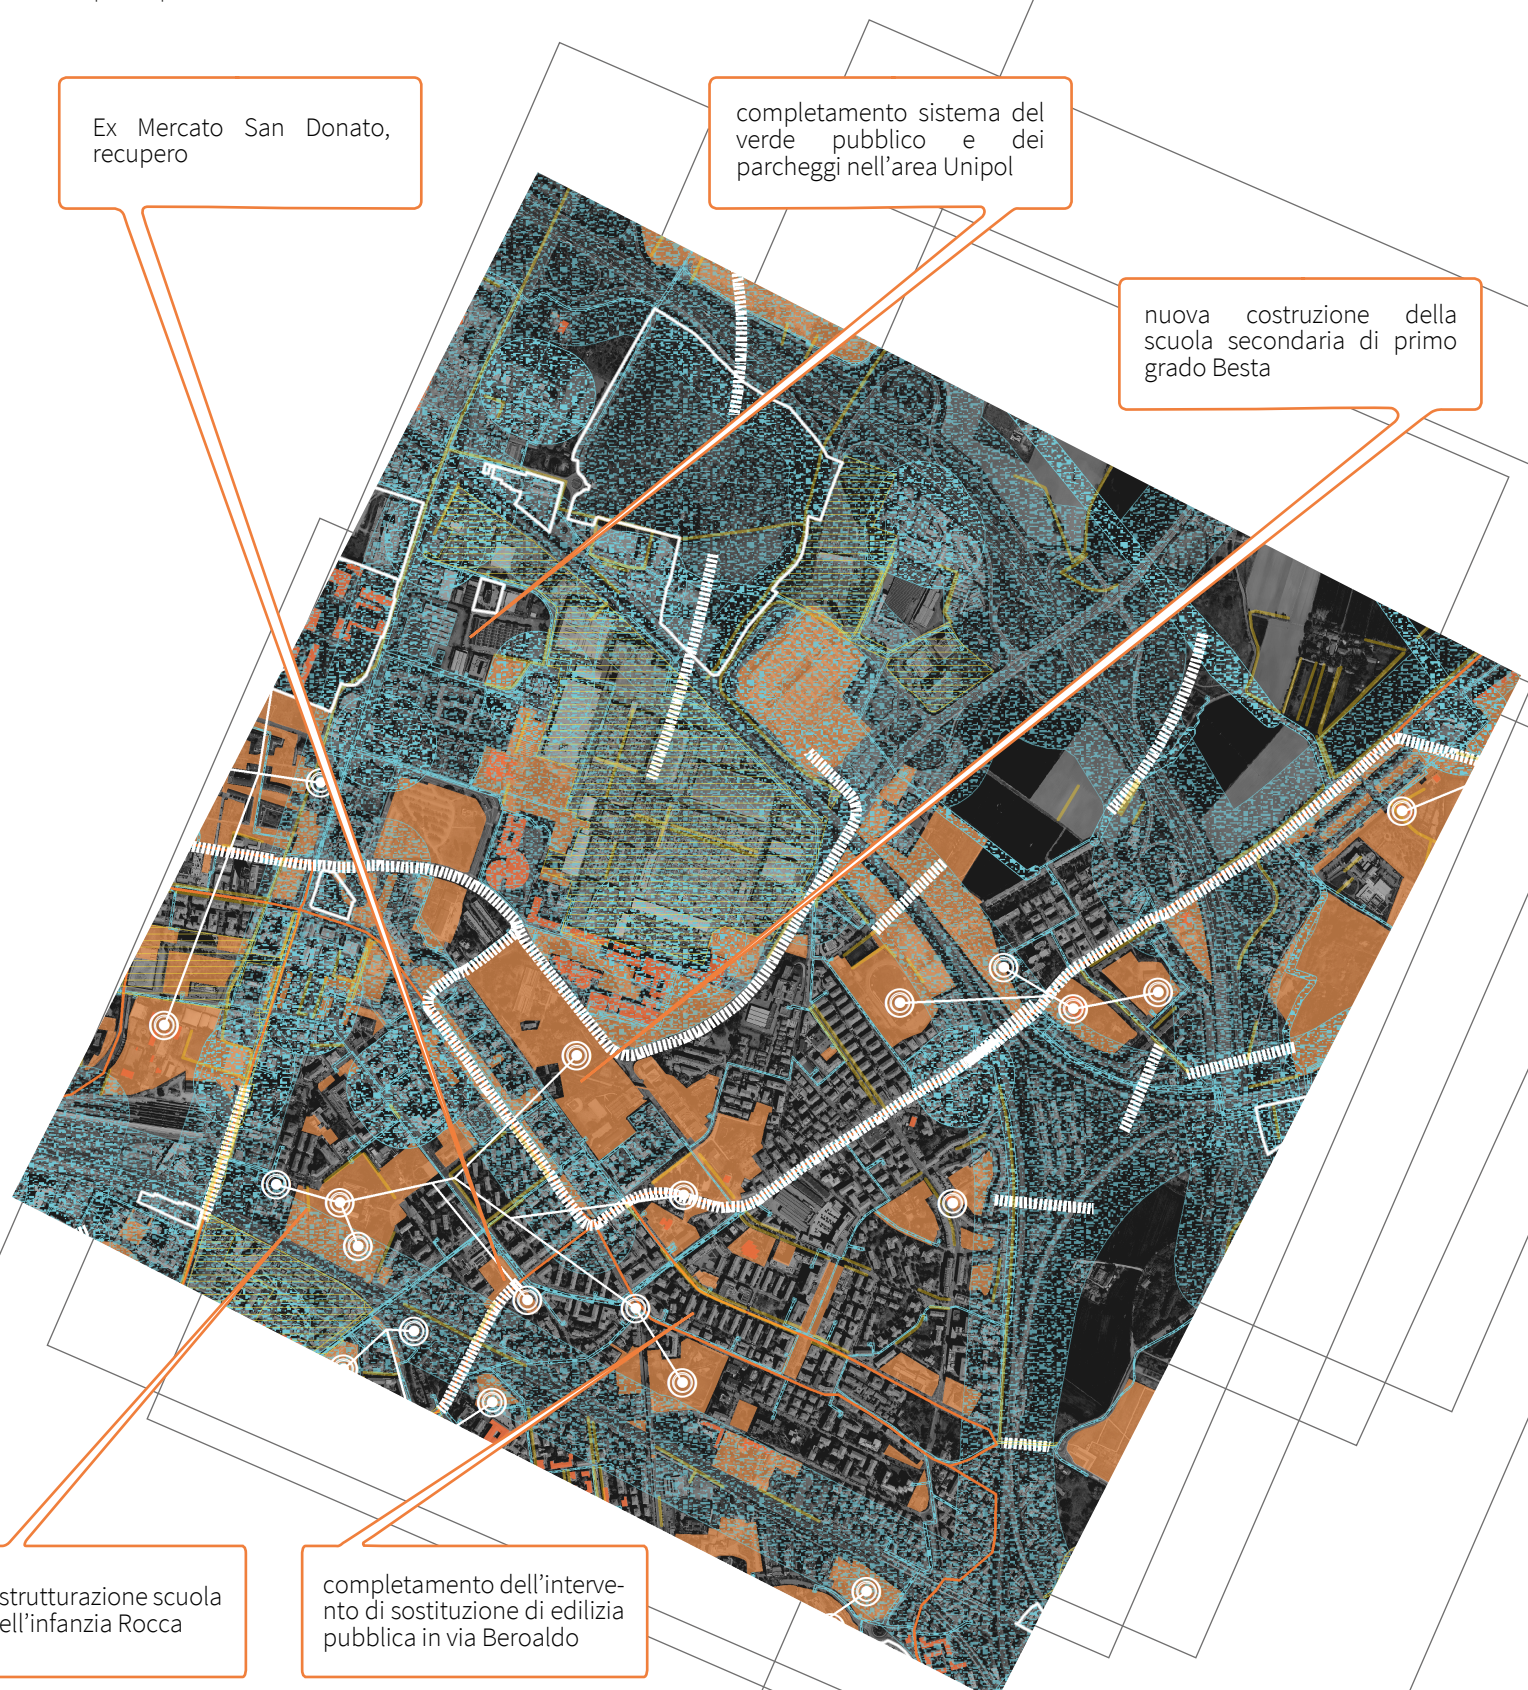 Ex Mercato San Donato,
recupero
completamento sistema del
verde pubblico e dei
parcheggi nell'area Unipol
nuova costruzione della
scuola secondaria di primo
grado Besta
strutturazione scuola
ell'infanzia Rocca
completamento dell'interve-
nto di sostituzione di edilizia
pubblica in via Beroaldo